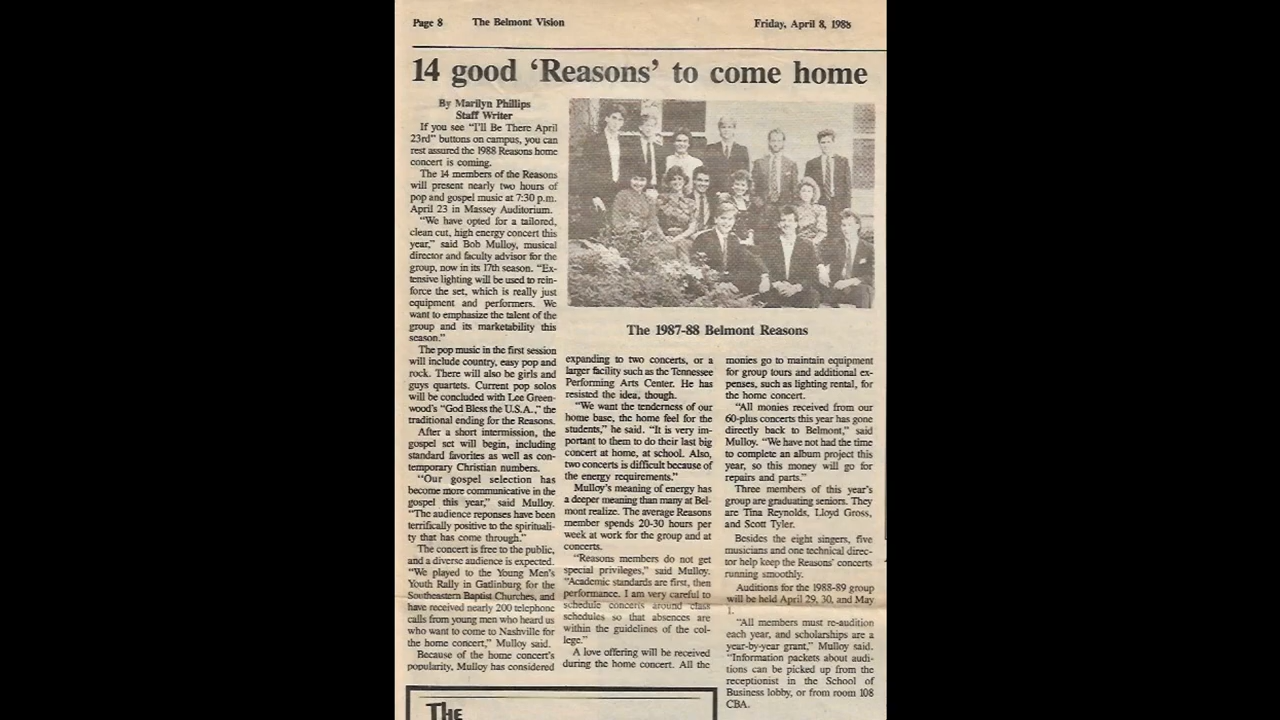 Page 8 The Belmont Vision Friday, April 8, 1988
14 good ‘Reasons’ to come home
By Marilyn Phillips
Staff Writer
If you see “I’ll Be There April
23rd” buttons on campus, you can
rest assured the 1988 Reasons home
concert is coming.
The 14 members of the Reasons
will present nearly two hours of
pop and gospel music at 7:30 p.m.
April 23 in Massey Auditorium.
“We have opted for a tailored,
clean cut, high energy concert this
year,” said Bob Mulloy, musical
director and faculty advisor for the
group, now in its 17th season. “Ex-
tensive lighting will be used to rein-
force the set, which is really just
equipment and performers. We
want to emphasize the talent of the
group and its marketability this
season.”
The pop music in the first session
will include country, easy pop and
rock. There will also be girls and
guys quartets. Current pop solos
will be concluded with Lee Green-
wood’s “God Bless the U.S.A.,” the
traditional ending for the Reasons.
After a short intermission, the
gospel set will begin, including
standard favorites as well as con-
temporary Christian numbers.
“Our gospel selection has
become more communicative in the
gospel this year,” said Mulloy.
“The audience reponses have been
terrifically positive to the spirituali-
ty that has come through.”
The concert is free to the public,
and a diverse audience is expected.
“We played to the Young Men’s
Youth Rally in Gatlinburg for the
Southeastern Baptist Churches, and
have received nearly 200 telephone
calls from young men who heard us
who want to come to Nashville for
the home concert,” Mulloy said.
Because of the home concert’s
popularity, Mulloy has considered
The 1987-88 Belmont Reasons
expanding to two concerts, or a
larger facility such as the Tennessee
Performing Arts Center. He has
resisted the idea, though.
“We want the tenderness of our
home base, the home feel for the
students,” he said. “It is very im-
portant to them to do their last big
concert at home, at school. Also,
two concerts is difficult because of
the energy requirements.”
Mulloy’s meaning of energy has
a deeper meaning than many at Bel-
mont realize. The average Reasons
member spends 20-30 hours per
week at work for the group and at
concerts.
“Reasons members do not get
special privileges,” said Mulloy.
“Academic standards are first, then
performance. I am very careful to
schedule concerts around class
schedules so that absences are
within the guidelines of the col-
lege.”
A love offering will be received
during the home concert. All the
monies go to maintain equipment
for group tours and additional ex-
penses, such as lighting rental, for
the home concert.
“All monies received from our
60-plus concerts this year has gone
directly back to Belmont,” said
Mulloy. “We have not had the time
to complete an album project this
year, so this money will go for
repairs and parts.”
Three members of this year’s
group are graduating seniors. They
are Tina Reynolds, Lloyd Gross,
and Scott Tyler.
Besides the eight singers, five
musicians and one technical direc-
tor help keep the Reasons’ concerts
running smoothly.
Auditions for the 1988-89 group
will be held April 29, 30, and May
1.
“All members must re-audition
each year, and scholarships are a
year-by-year grant,” Mulloy said.
“Information packets about audi-
tions can be picked up from the
receptionist in the School of
Business lobby, or from room 108
CBA.
THE